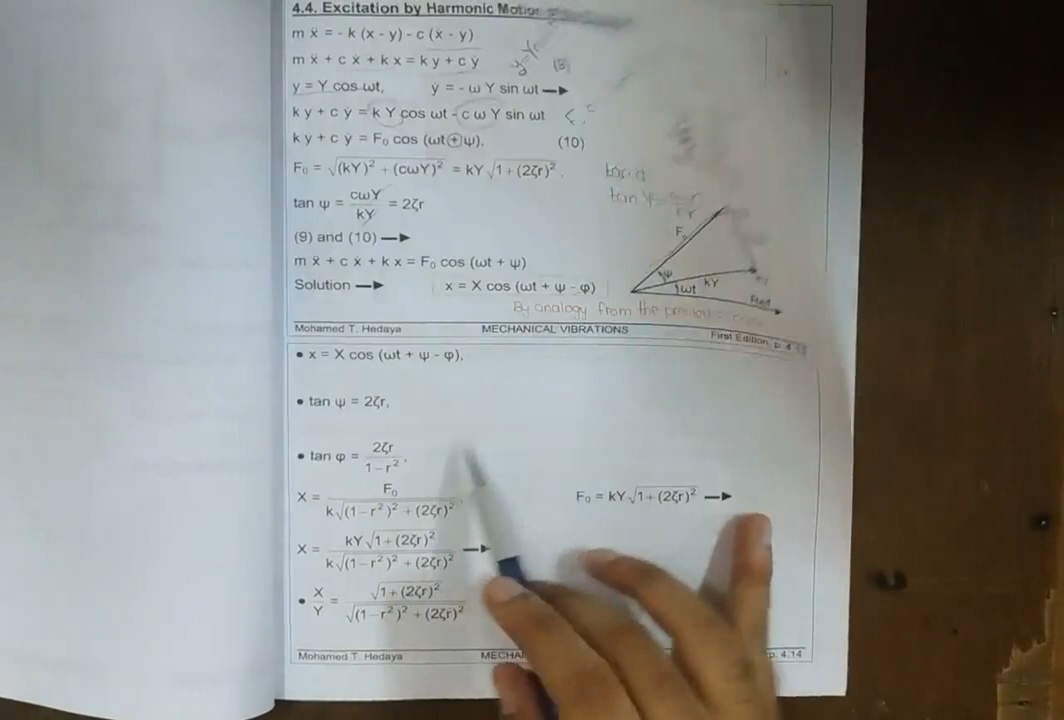 4.4. Excitation by Harmonic Motion
m ẍ = - k (x - y) - c (ẋ - ẏ)
m ẍ + c ẋ + k x = k y + c ẏ (9)
y = Y cos ωt, ẏ = - ω Y sin ωt
k y + c ẏ = k Y cos ωt - c ω Y sin ωt
k y + c ẏ = F₀ cos (ωt + ψ), (10)
F₀ = √((kY)² + (cωY)²) = kY √(1 + (2ζr)²),
tan ψ = cωY / kY = 2ζr
tan ψ
F₀
ψ
kY
ωt
(9) and (10)
m ẍ + c ẋ + k x = F₀ cos (ωt + ψ)
Solution x = X cos (ωt + ψ - φ)
By analogy from the previous
Mohamed T. Hedaya MECHANICAL VIBRATIONS First Edition, p. 4
• x = X cos (ωt + ψ - φ),
• tan ψ = 2ζr,
• tan φ = 2ζr / (1 - r²),
X = F₀ / (k√((1 - r²)² + (2ζr)²)), F₀ = kY √(1 + (2ζr)²)
X = kY √(1 + (2ζr)²) / (k√((1 - r²)² + (2ζr)²))
• X / Y = √(1 + (2ζr)²) / √((1 - r²)² + (2ζr)²)
Mohamed T. Hedaya p. 4.14